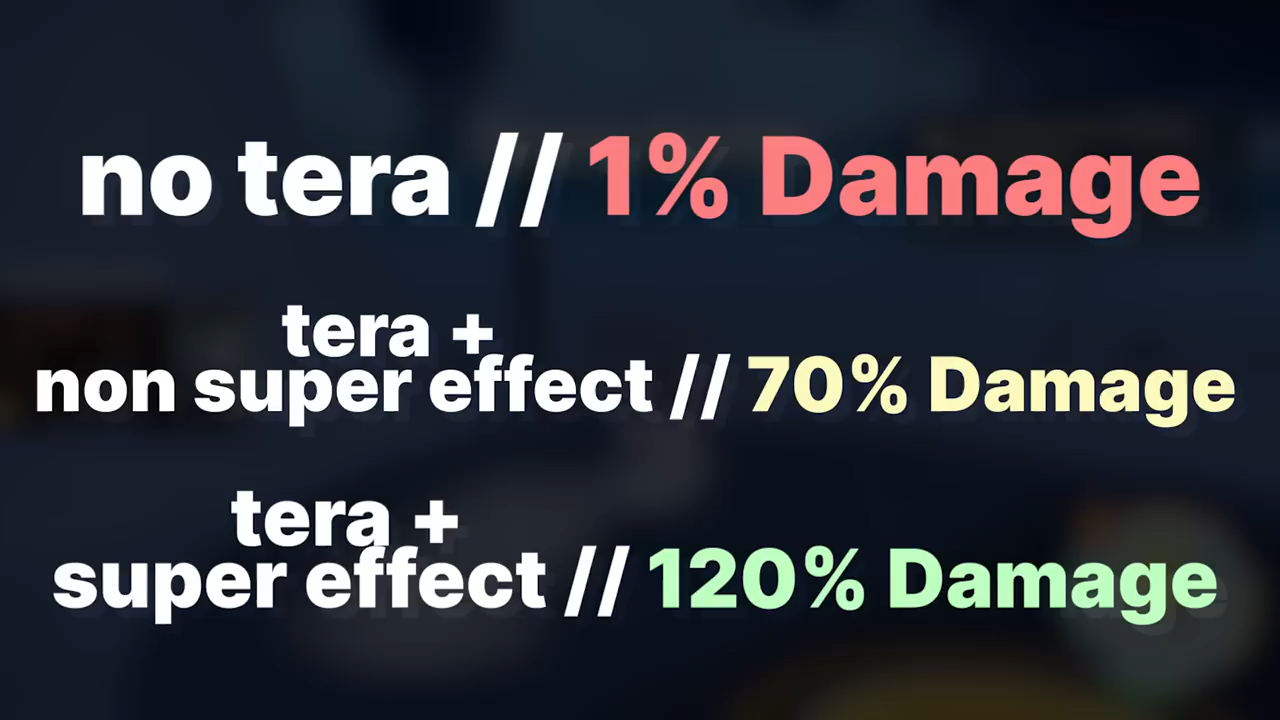 no tera // 1% Damage
tera +
non super effect // 70% Damage
tera +
super effect // 120% Damage